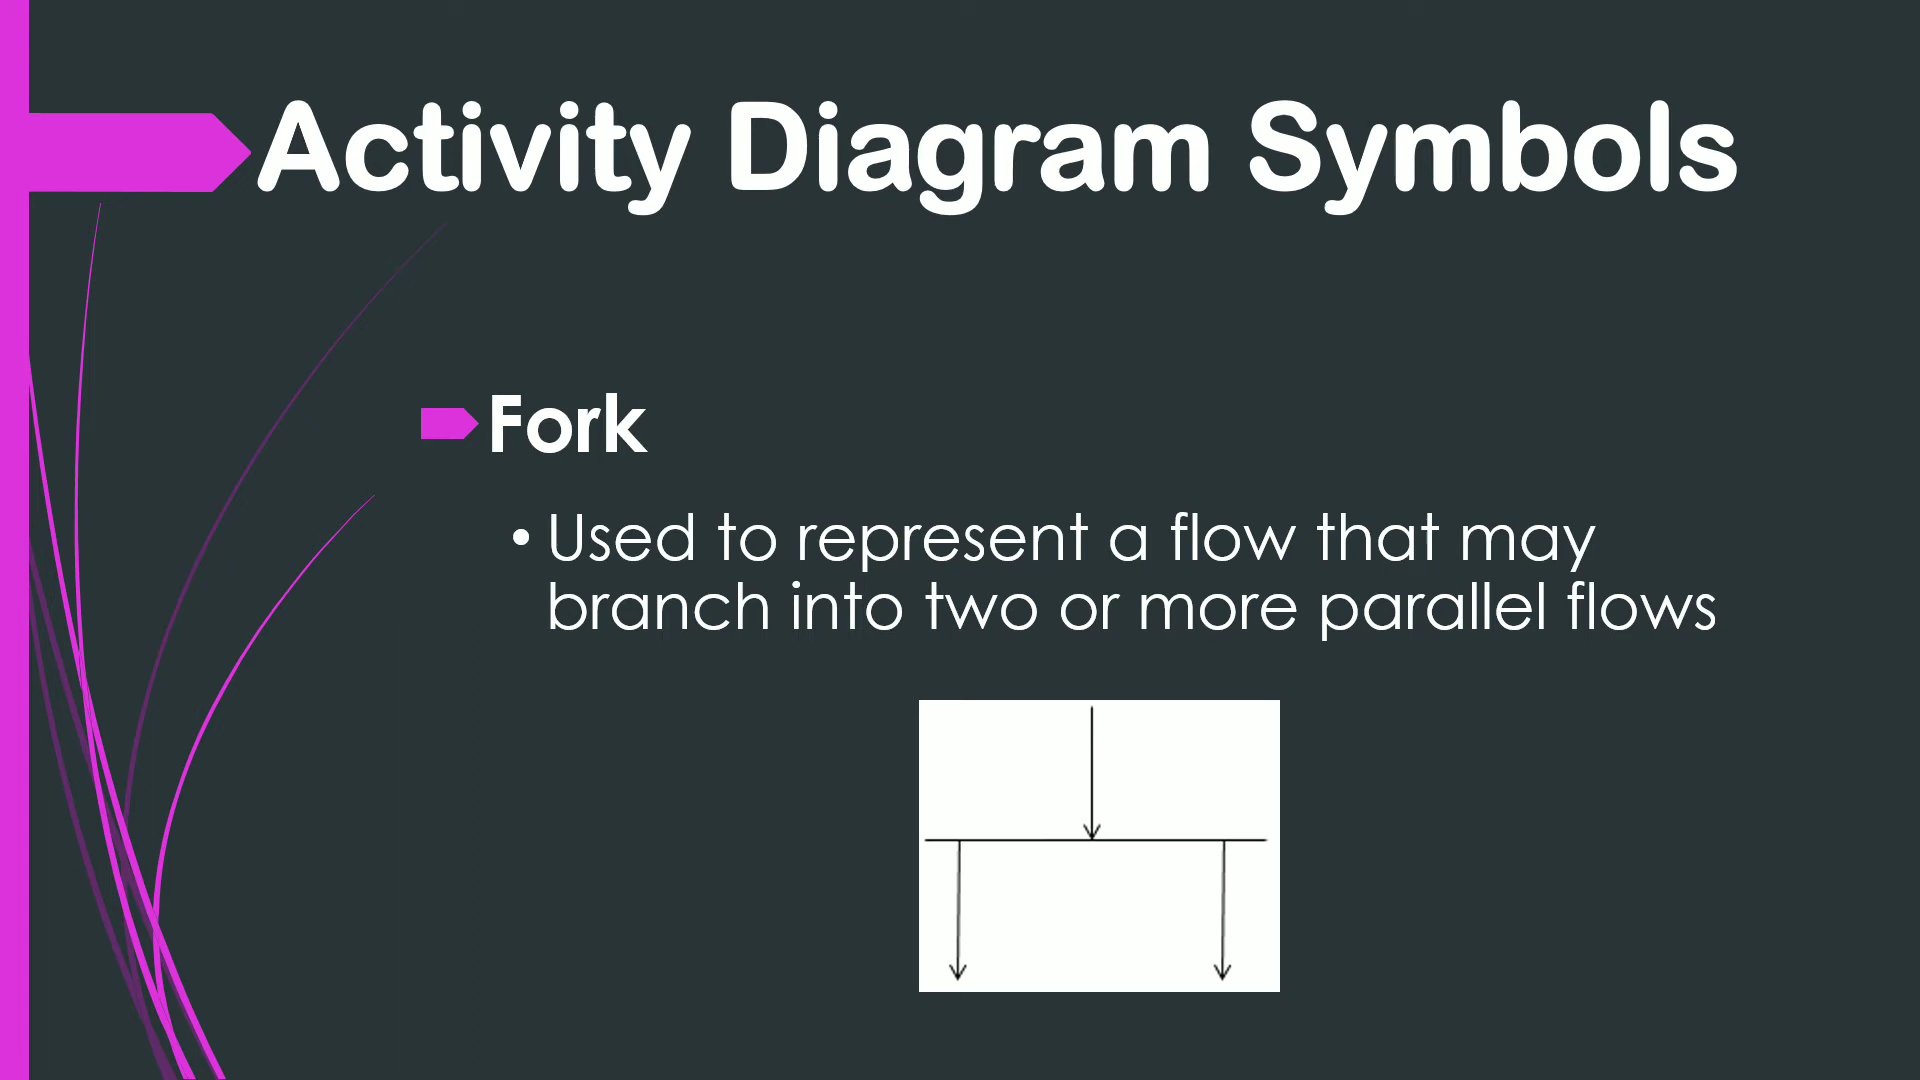 Activity Diagram Symbols
Fork
• Used to represent a flow that may
branch into two or more parallel flows